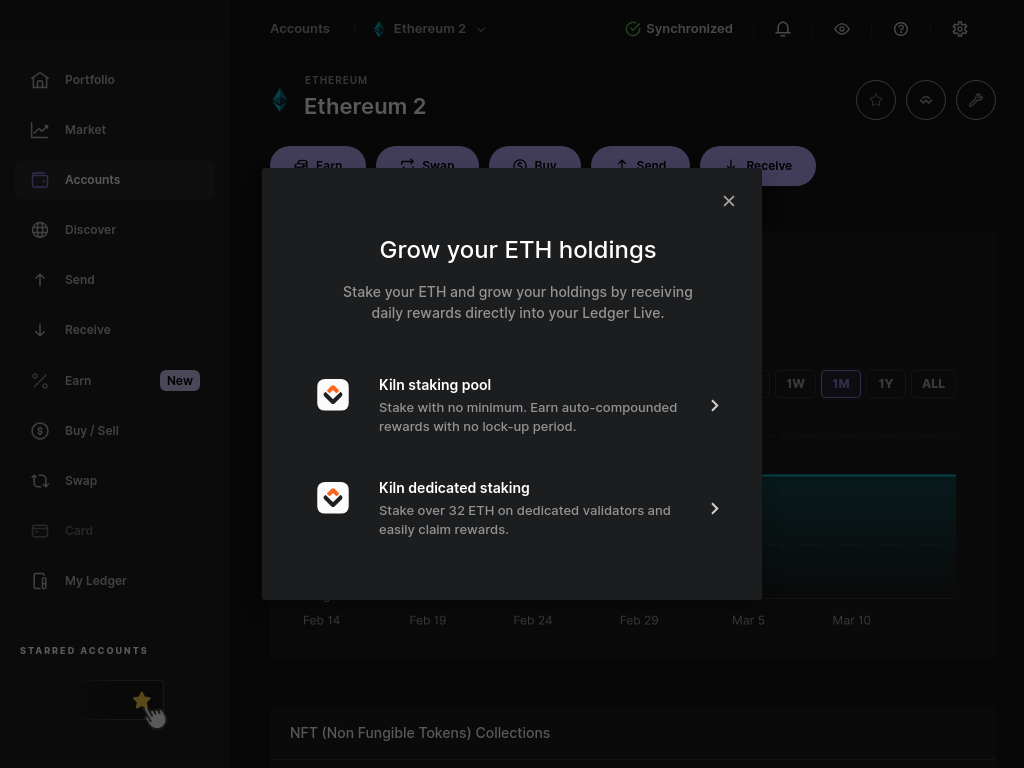 Accounts
Ethereum 2
Synchronized
Portfolio
Market
Accounts
Discover
Send
Receive
Earn
New
Buy / Sell
Swap
Card
My Ledger
STARRED ACCOUNTS
ETHEREUM
Ethereum 2
Earn
Swap
Buy
Send
Receive
Grow your ETH holdings
Stake your ETH and grow your holdings by receiving
daily rewards directly into your Ledger Live.
Kiln staking pool
Stake with no minimum. Earn auto-compounded
rewards with no lock-up period.
Kiln dedicated staking
Stake over 32 ETH on dedicated validators and
easily claim rewards.
1W
1M
1Y
ALL
Feb 14
Feb 19
Feb 24
Feb 29
Mar 5
Mar 10
NFT (Non Fungible Tokens) Collections